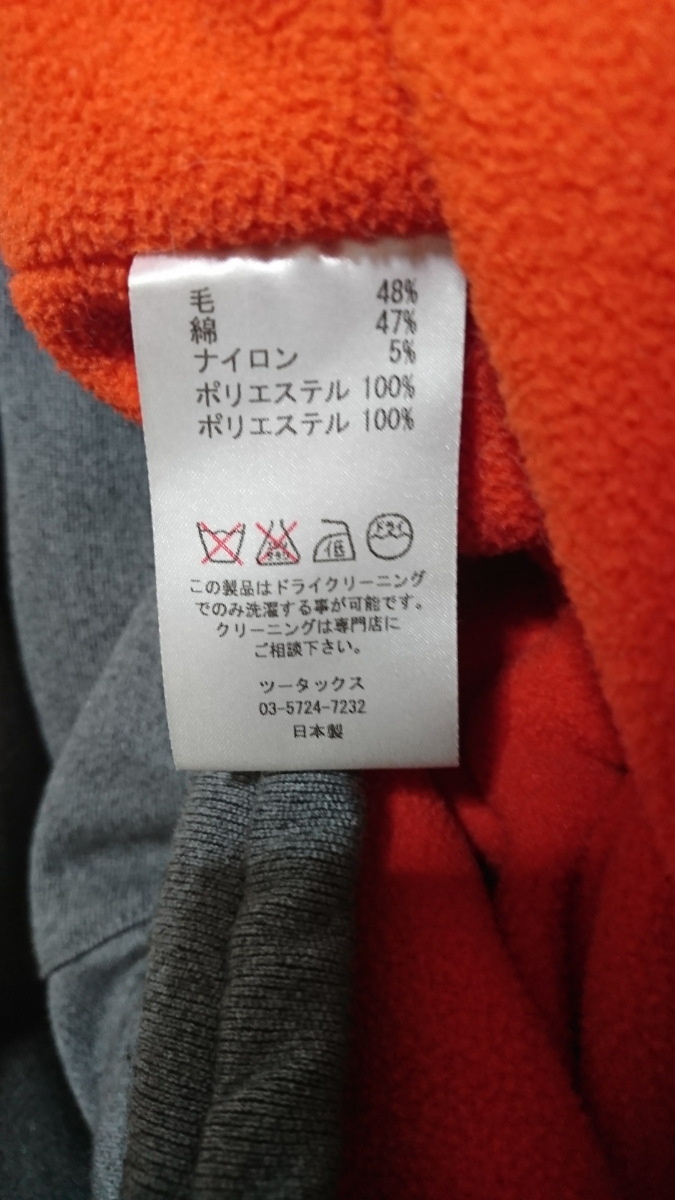 毛 48%
綿 47%
ナイロン 5%
ポリエステル 100%
ポリエステル 100%
低 ドライ
この製品はドライクリーニング
でのみ洗濯する事が可能です。
クリーニングは専門店に
ご相談下さい。
ツータックス
03-5724-7232
日本製